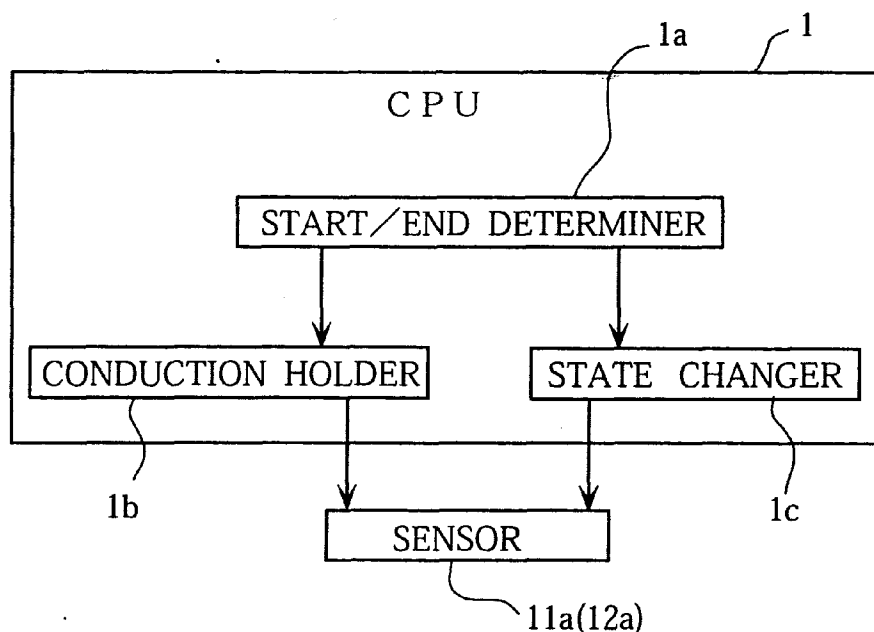 1
1a
CPU
START/END DETERMINER
CONDUCTION HOLDER
STATE CHANGER
1b
1c
SENSOR
11a(12a)